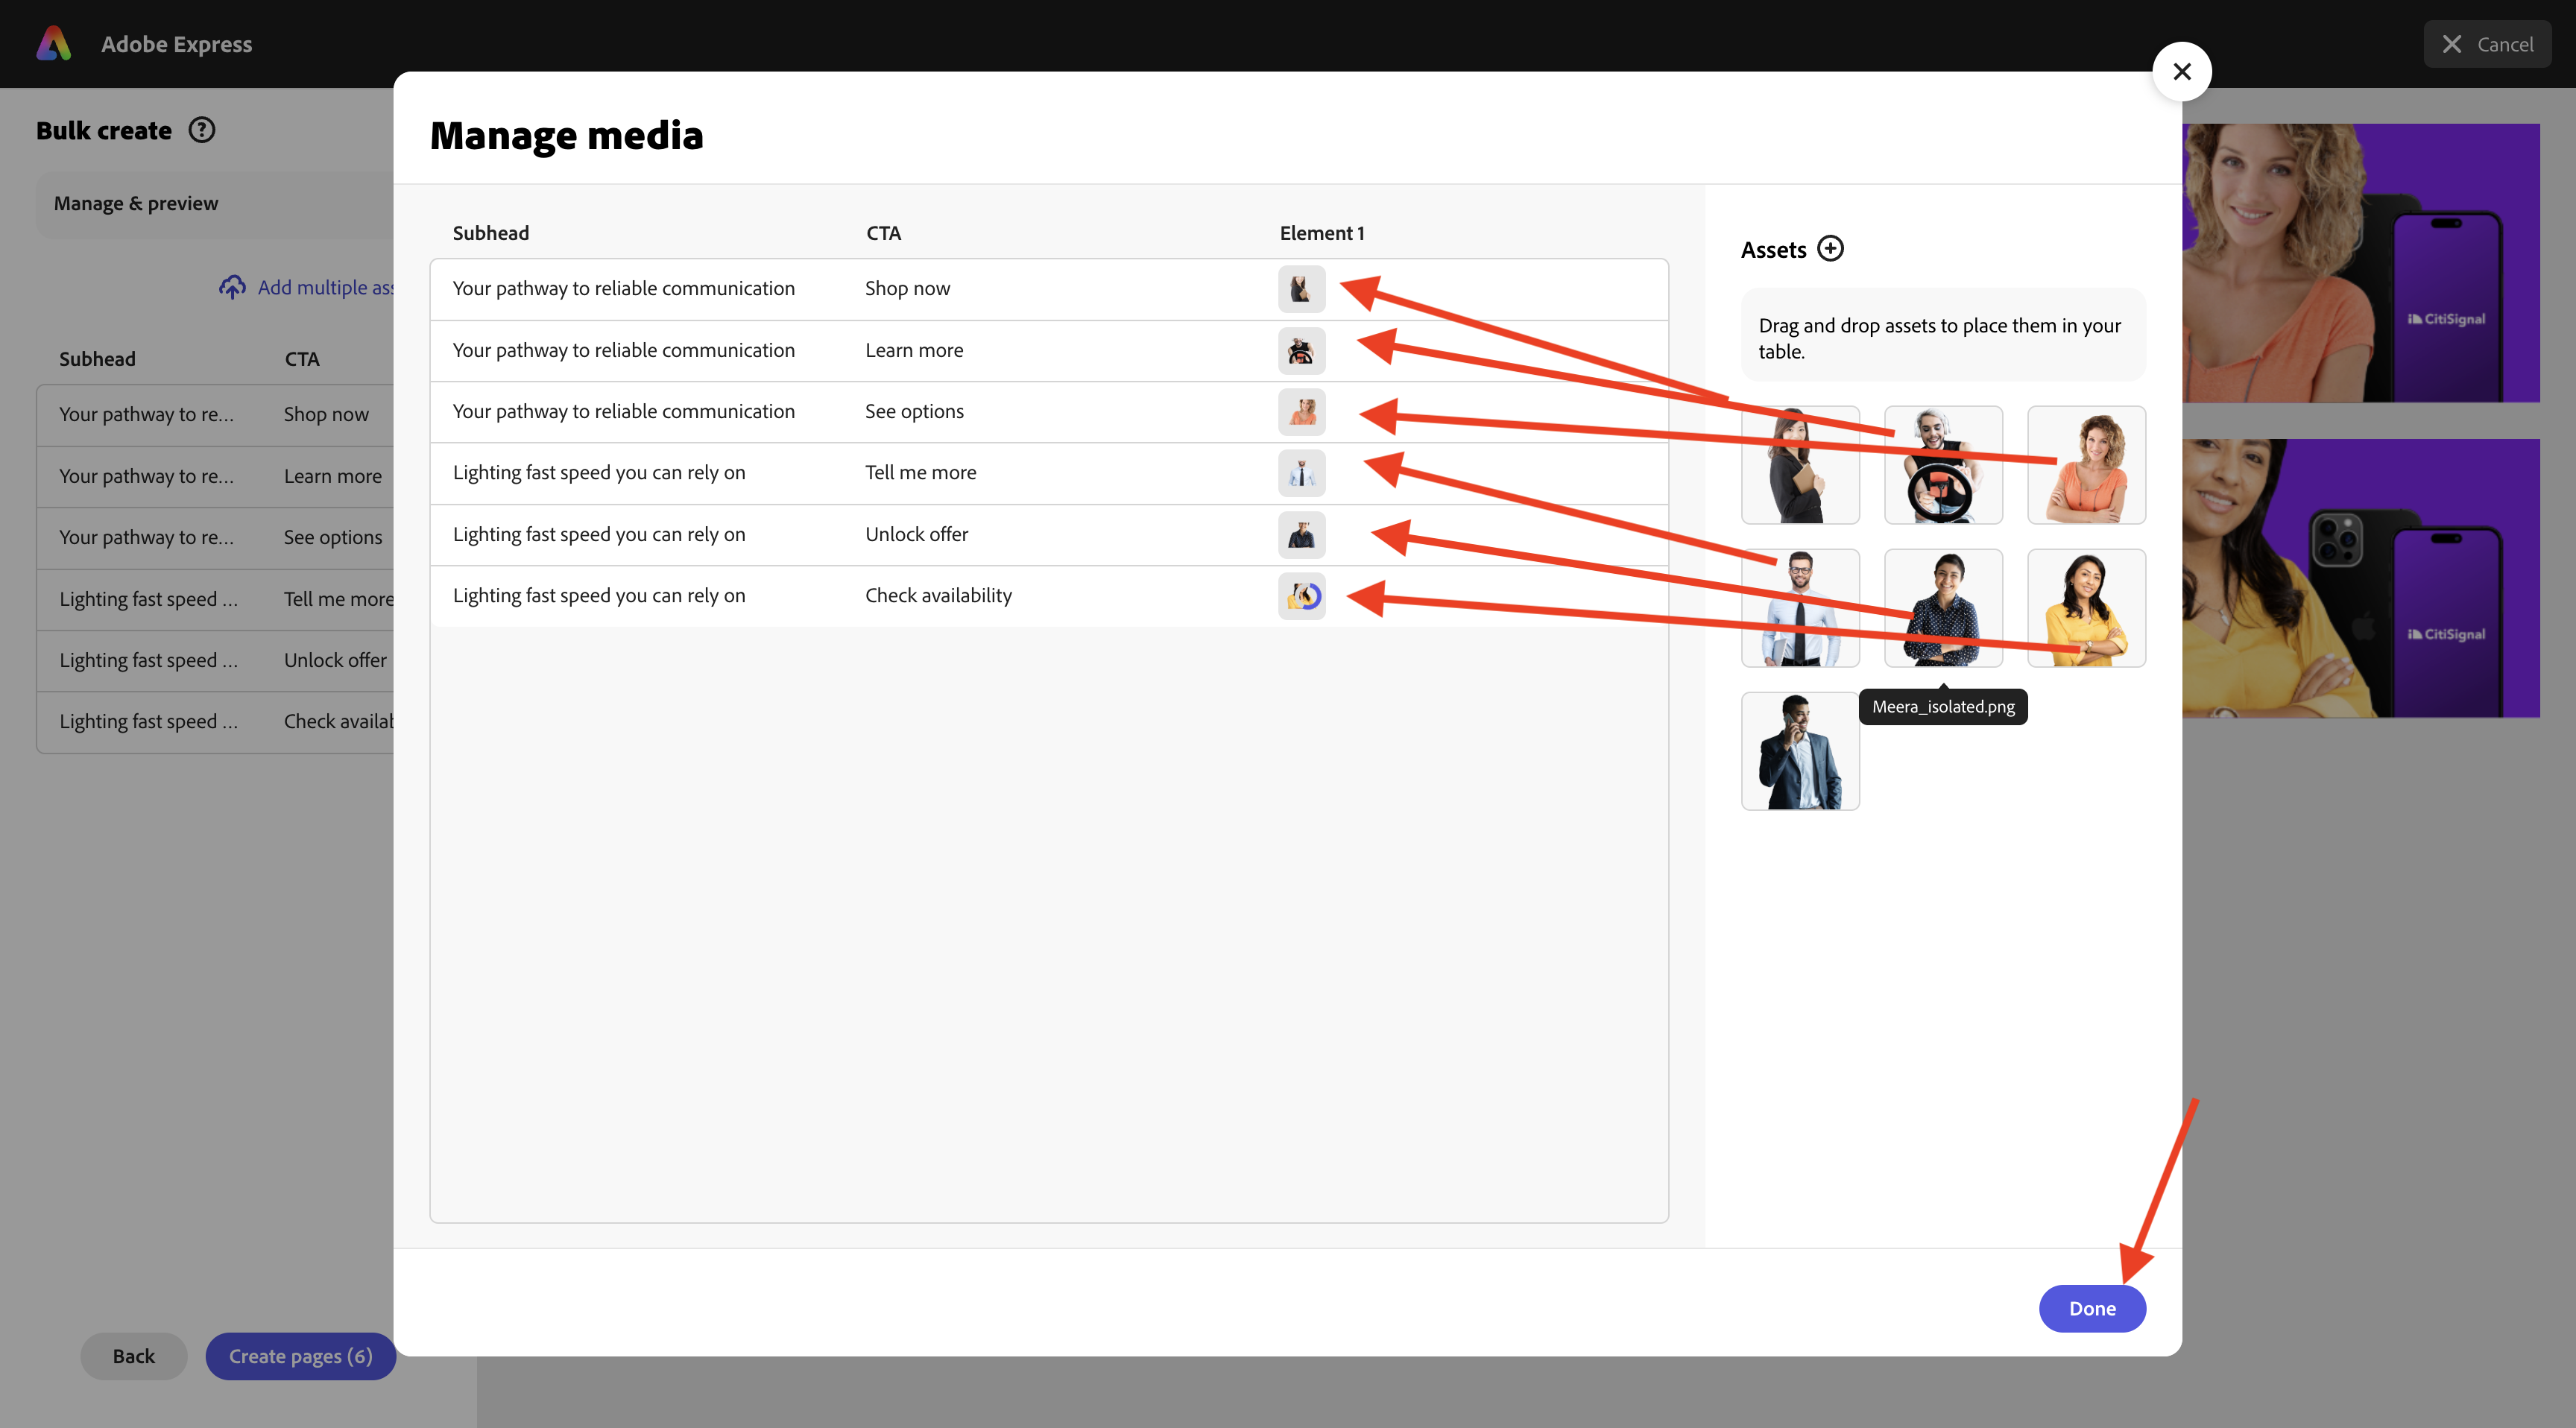 Adobe Express
Cancel
Bulk create
Manage & preview
Add multiple ass
Subhead CTA
Your pathway to re... Shop now
Your pathway to re... Learn more
Your pathway to re... See options
Lighting fast speed ... Tell me more
Lighting fast speed ... Unlock offer
Lighting fast speed ... Check availab
Back
Create pages (6)
Manage media
Subhead CTA Element 1
Your pathway to reliable communication Shop now
Your pathway to reliable communication Learn more
Your pathway to reliable communication See options
Lighting fast speed you can rely on Tell me more
Lighting fast speed you can rely on Unlock offer
Lighting fast speed you can rely on Check availability
Assets
Drag and drop assets to place them in your
table.
Meera_isolated.png
Done
CitiSignal
CitiSignal